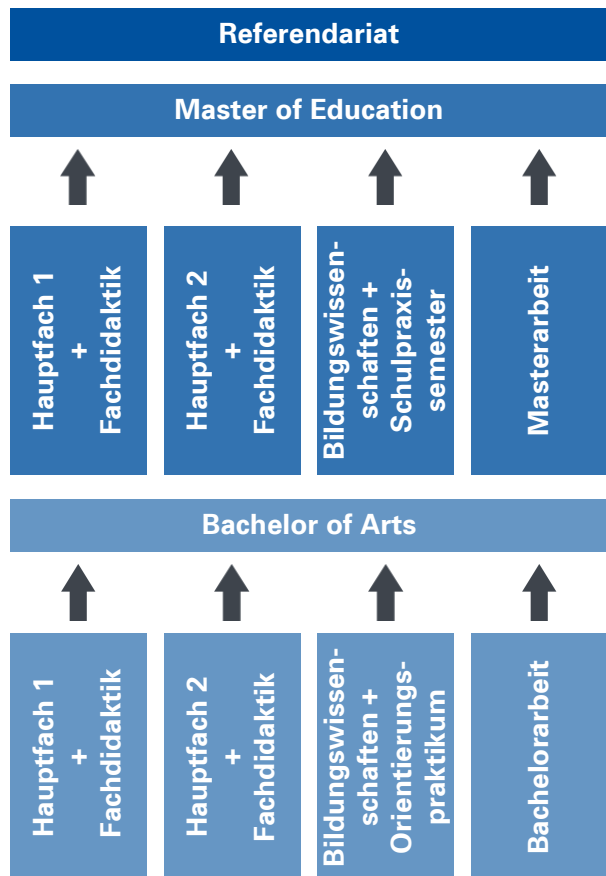 Referendariat
Master of Education
Hauptfach 1
+
Fachdidaktik
Hauptfach 2
+
Fachdidaktik
Bildungswissen-
schaften +
Schulpraxis-
semester
Masterarbeit
Bachelor of Arts
Hauptfach 1
+
Fachdidaktik
Hauptfach 2
+
Fachdidaktik
Bildungswissen-
schaften +
Orientierungs-
praktikum
Bachelorarbeit